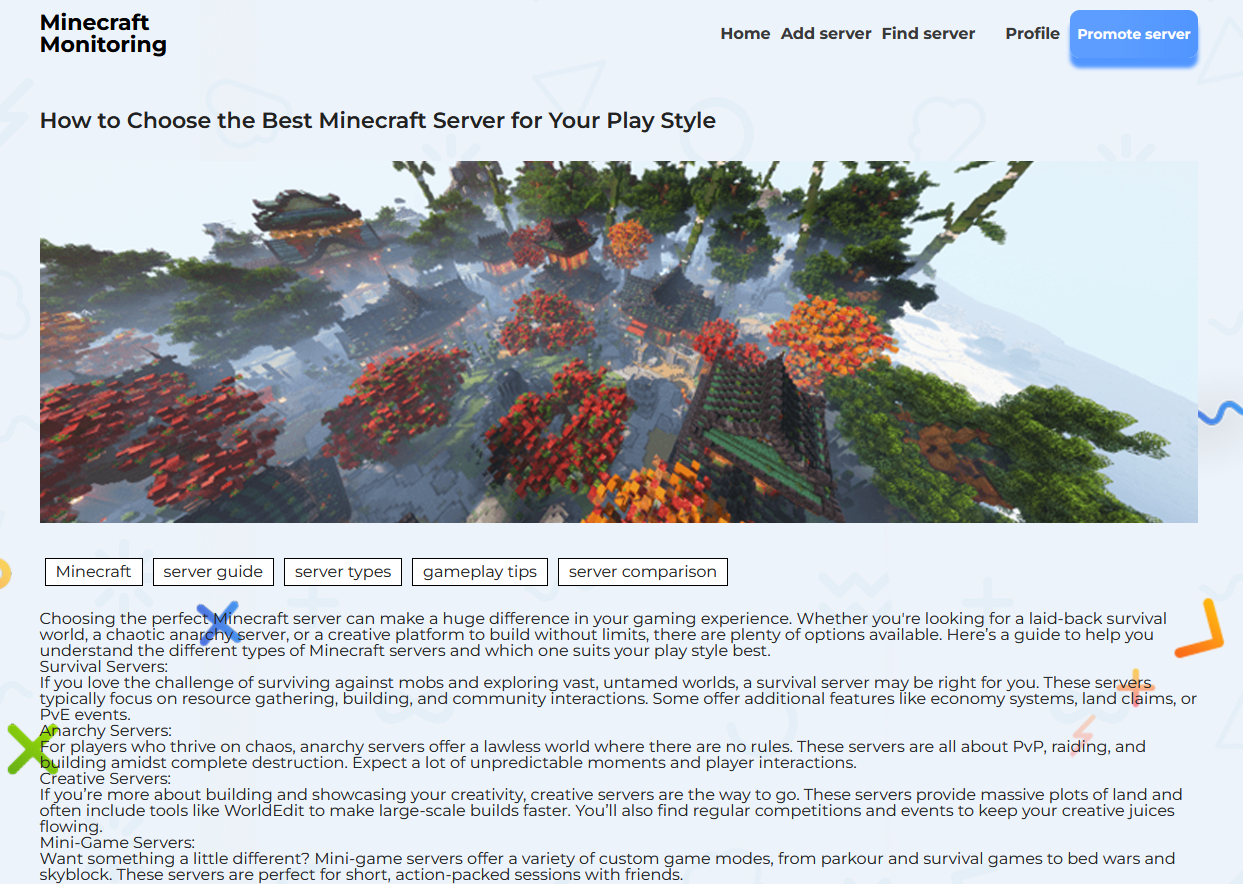 Minecraft
Monitoring
Home Add server Find server Profile Promote server
How to Choose the Best Minecraft Server for Your Play Style
Minecraft server guide server types gameplay tips server comparison
Choosing the perfect Minecraft server can make a huge difference in your gaming experience. Whether you're looking for a laid-back survival
world, a chaotic anarchy server, or a creative platform to build without limits, there are plenty of options available. Here’s a guide to help you
understand the different types of Minecraft servers and which one suits your play style best.
Survival Servers:
If you love the challenge of surviving against mobs and exploring vast, untamed worlds, a survival server may be right for you. These servers
typically focus on resource gathering, building, and community interactions. Some offer additional features like economy systems, land claims, or
PvE events.
Anarchy Servers:
For players who thrive on chaos, anarchy servers offer a lawless world where there are no rules. These servers are all about PvP, raiding, and
building amidst complete destruction. Expect a lot of unpredictable moments and player interactions.
Creative Servers:
If you’re more about building and showcasing your creativity, creative servers are the way to go. These servers provide massive plots of land and
often include tools like WorldEdit to make large-scale builds faster. You’ll also find regular competitions and events to keep your creative juices
flowing.
Mini-Game Servers:
Want something a little different? Mini-game servers offer a variety of custom game modes, from parkour and survival games to bed wars and
skyblock. These servers are perfect for short, action-packed sessions with friends.